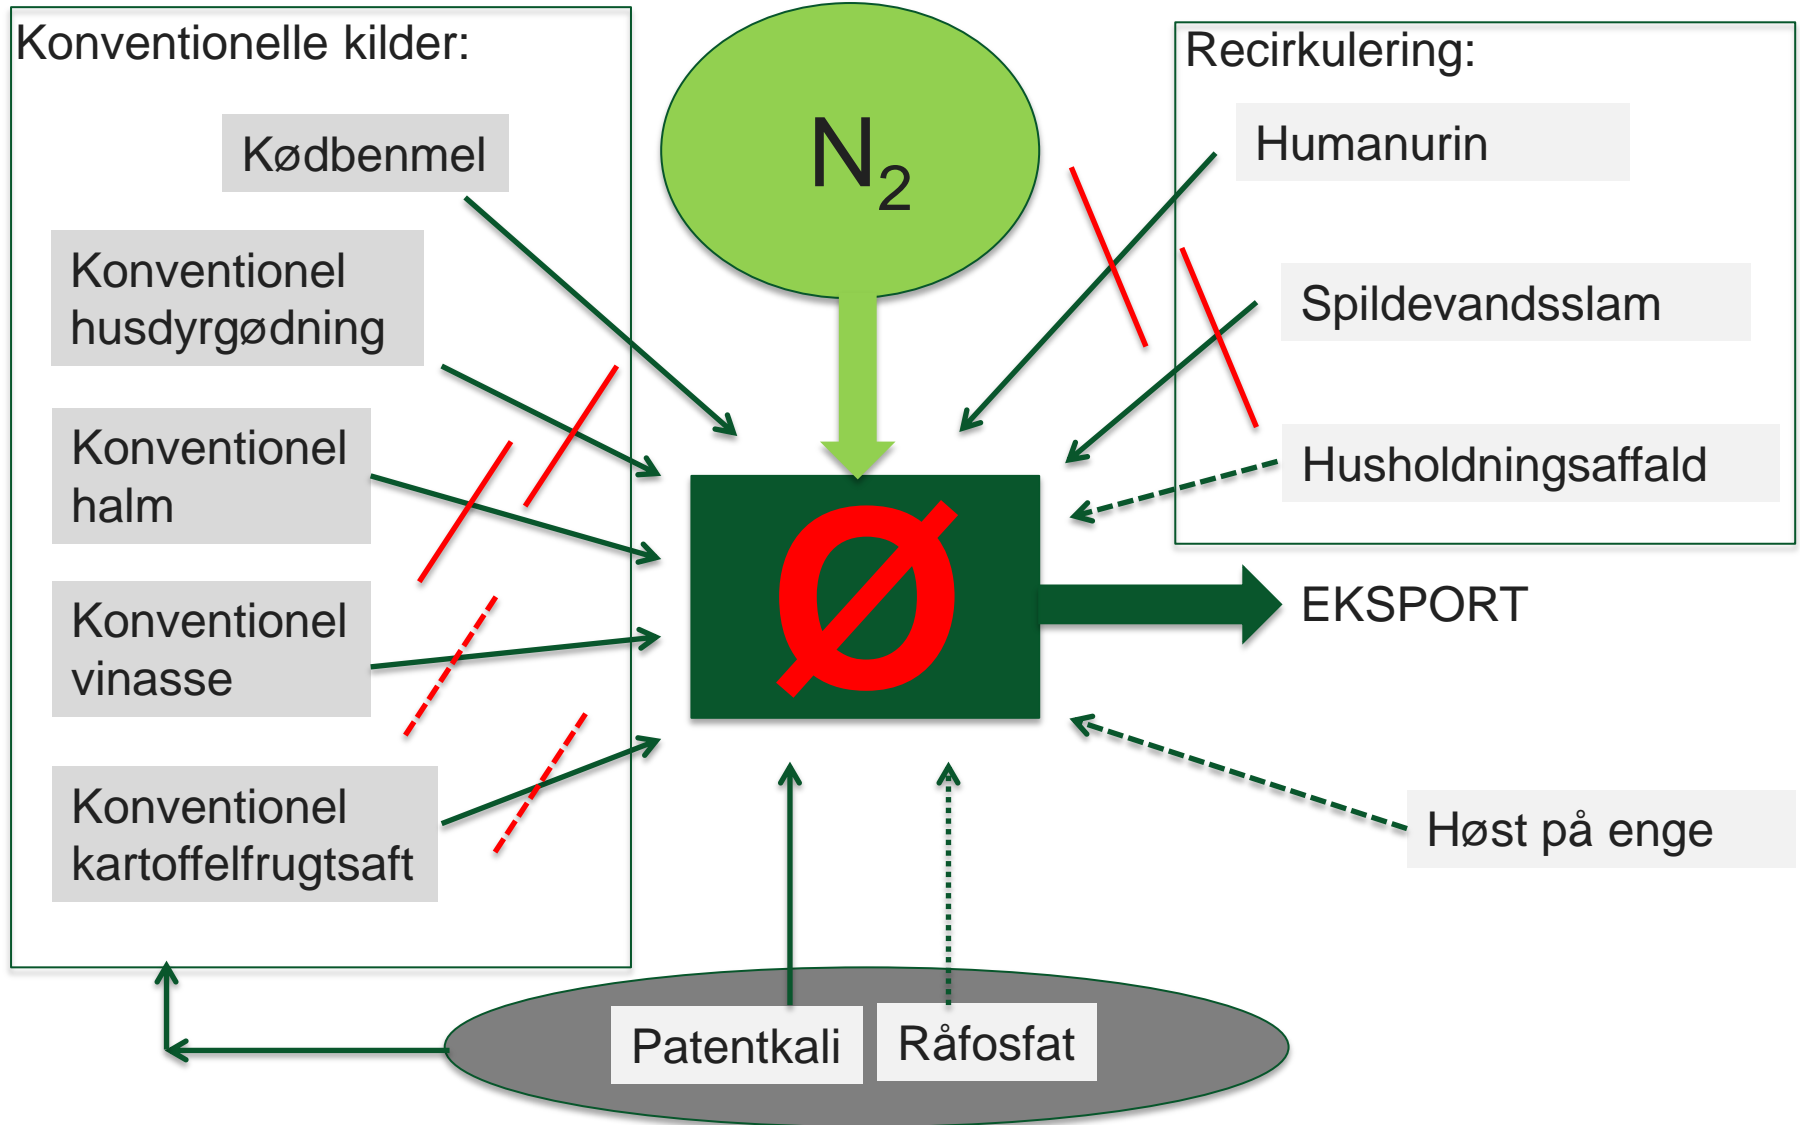 Konventionelle kilder:
Kødbenmel
Konventionel
husdyrgødning
Konventionel
halm
Konventionel
vinasse
Konventionel
kartoffelfrugtsaft
N₂
Ø
Recirkulering:
Humanurin
Spildevandsslam
Husholdningsaffald
EKSPORT
Høst på enge
Patentkali
Råfosfat